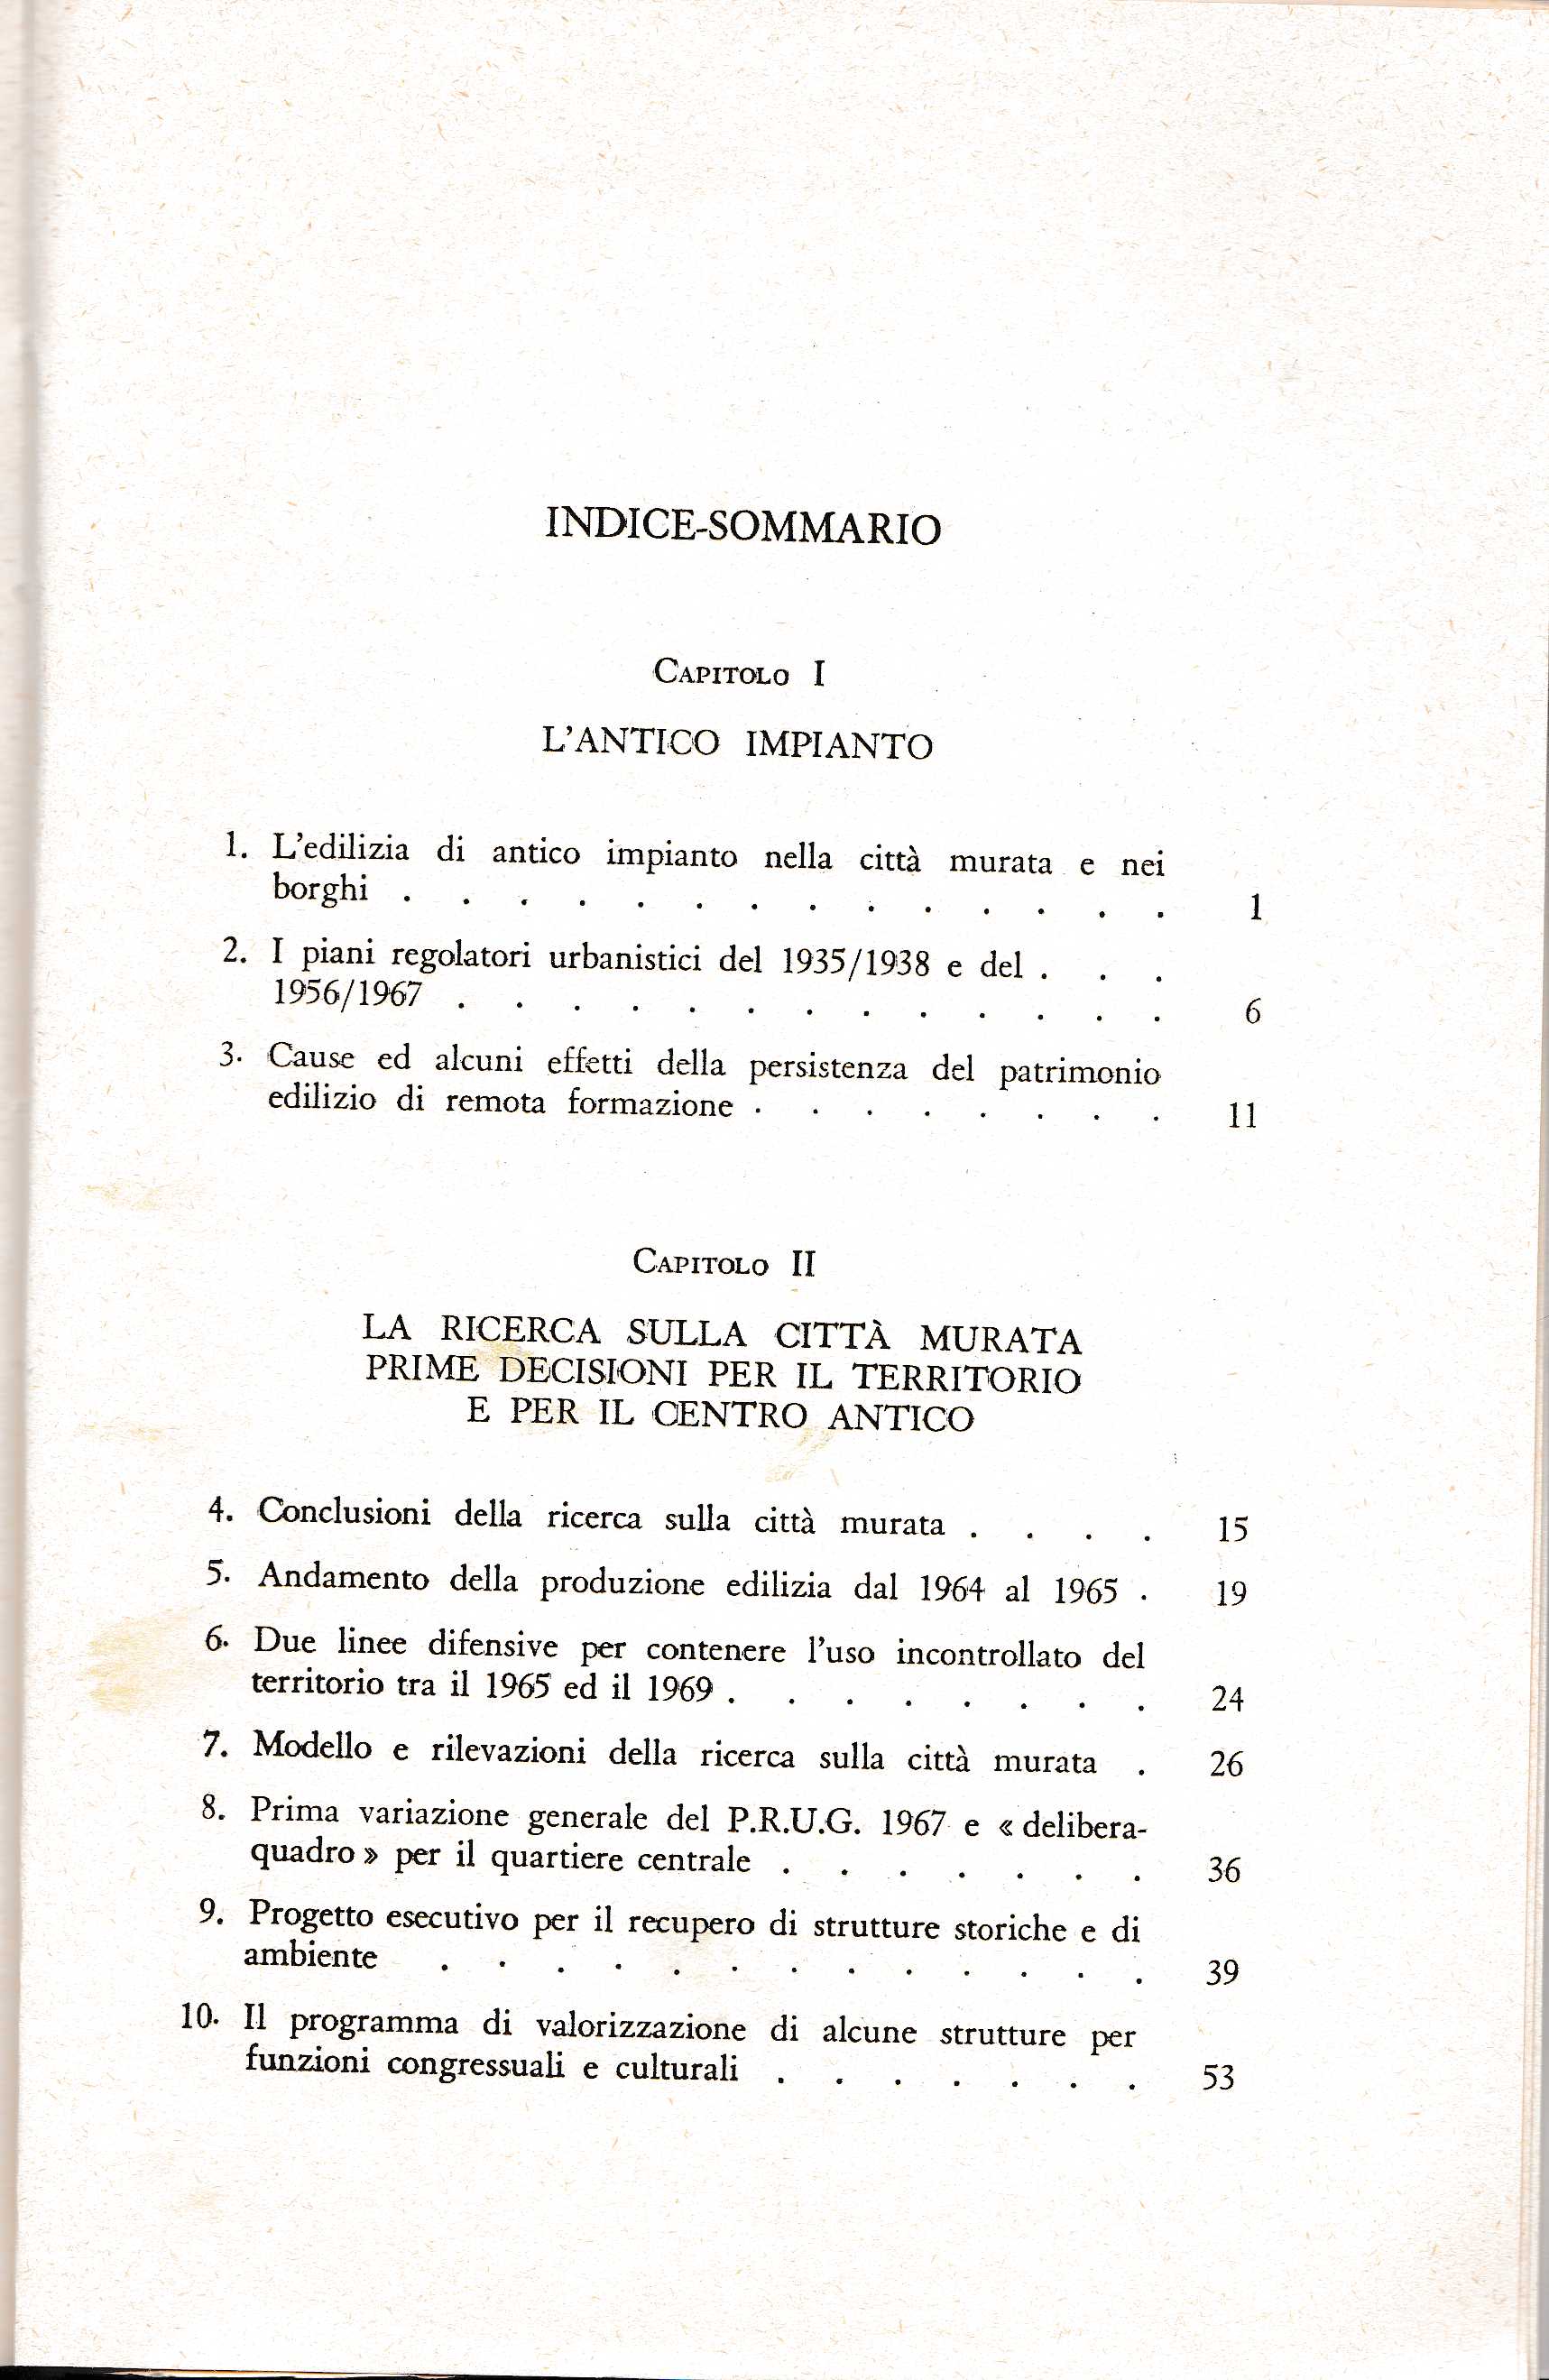 INDICE-SOMMARIO
Capitolo I
L'ANTICO IMPIANTO
1. L'edilizia di antico impianto nella città murata e nei
borghi . . . . . . . . . . . . . . 1
2. I piani regolatori urbanistici del 1935/1938 e del . . .
1956/1967 . . . . . . . . . . . . . 6
3. Cause ed alcuni effetti della persistenza del patrimonio
edilizio di remota formazione . . . . . . . . 11
Capitolo II
LA RICERCA SULLA CITTÀ MURATA
PRIME DECISIONI PER IL TERRITORIO
E PER IL CENTRO ANTICO
4. Conclusioni della ricerca sulla città murata . . . . 15
5. Andamento della produzione edilizia dal 1964 al 1965 . 19
6. Due linee difensive per contenere l'uso incontrollato del
territorio tra il 1965 ed il 1969 . . . . . . . . 24
7. Modello e rilevazioni della ricerca sulla città murata . 26
8. Prima variazione generale del P.R.U.G. 1967 e « delibera-
quadro » per il quartiere centrale . . . . . . . 36
9. Progetto esecutivo per il recupero di strutture storiche e di
ambiente . . . . . . . . . . . . . 39
10. Il programma di valorizzazione di alcune strutture per
funzioni congressuali e culturali . . . . . . . 53